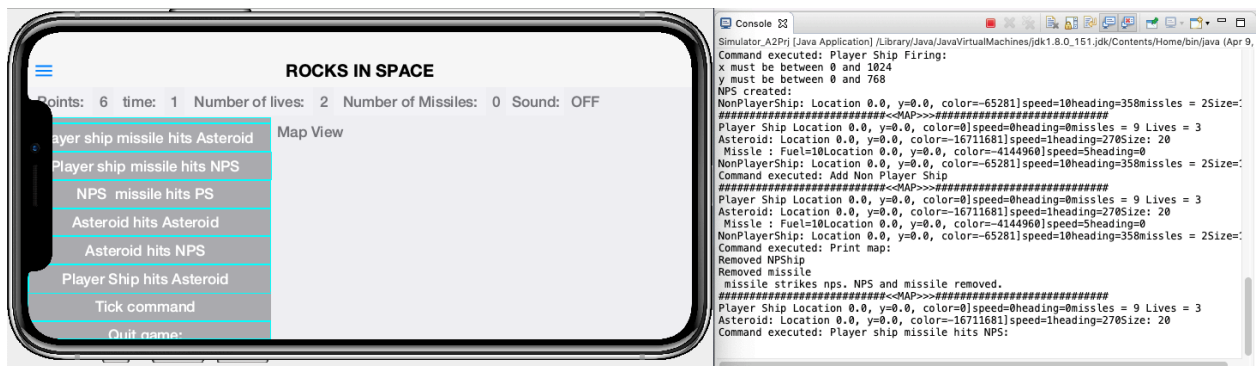 ROCKS IN SPACE
Points: 6 time: 1 Number of lives: 2 Number of Missiles: 0 Sound: OFF
ayer ship missile hits Asteroid
Map View
Player ship missile hits NPS
NPS missile hits PS
Asteroid hits Asteroid
Asteroid hits NPS
Player Ship hits Asteroid
Tick command
Quit game:
Console
Simulator_A2Prj [Java Application] /Library/Java/JavaVirtualMachines/jdk1.8.0_151.jdk/Contents/Home/bin/java (Apr 9,
Command executed: Player Ship Firing:
x must be between 0 and 1024
y must be between 0 and 768
NPS created:
NonPlayerShip: Location 0.0, y=0.0, color=-65281]speed=10heading=358missles = 2Size=1
###########################<<MAP>>>############################
Player Ship Location 0.0, y=0.0, color=0]speed=0heading=0missles = 9 Lives = 3
Asteroid: Location 0.0, y=0.0, color=-16711681]speed=1heading=270Size: 20
Missle : Fuel=10Location 0.0, y=0.0, color=-4144960]speed=5heading=0
NonPlayerShip: Location 0.0, y=0.0, color=-65281]speed=10heading=358missles = 2Size=1
Command executed: Add Non Player Ship
###########################<<MAP>>>############################
Player Ship Location 0.0, y=0.0, color=0]speed=0heading=0missles = 9 Lives = 3
Asteroid: Location 0.0, y=0.0, color=-16711681]speed=1heading=270Size: 20
Missle : Fuel=10Location 0.0, y=0.0, color=-4144960]speed=5heading=0
NonPlayerShip: Location 0.0, y=0.0, color=-65281]speed=10heading=358missles = 2Size=1
Command executed: Print map:
Removed NPShip
Removed missile
missile strikes nps. NPS and missile removed.
###########################<<MAP>>>############################
Player Ship Location 0.0, y=0.0, color=0]speed=0heading=0missles = 9 Lives = 3
Asteroid: Location 0.0, y=0.0, color=-16711681]speed=1heading=270Size: 20
Command executed: Player ship missile hits NPS: